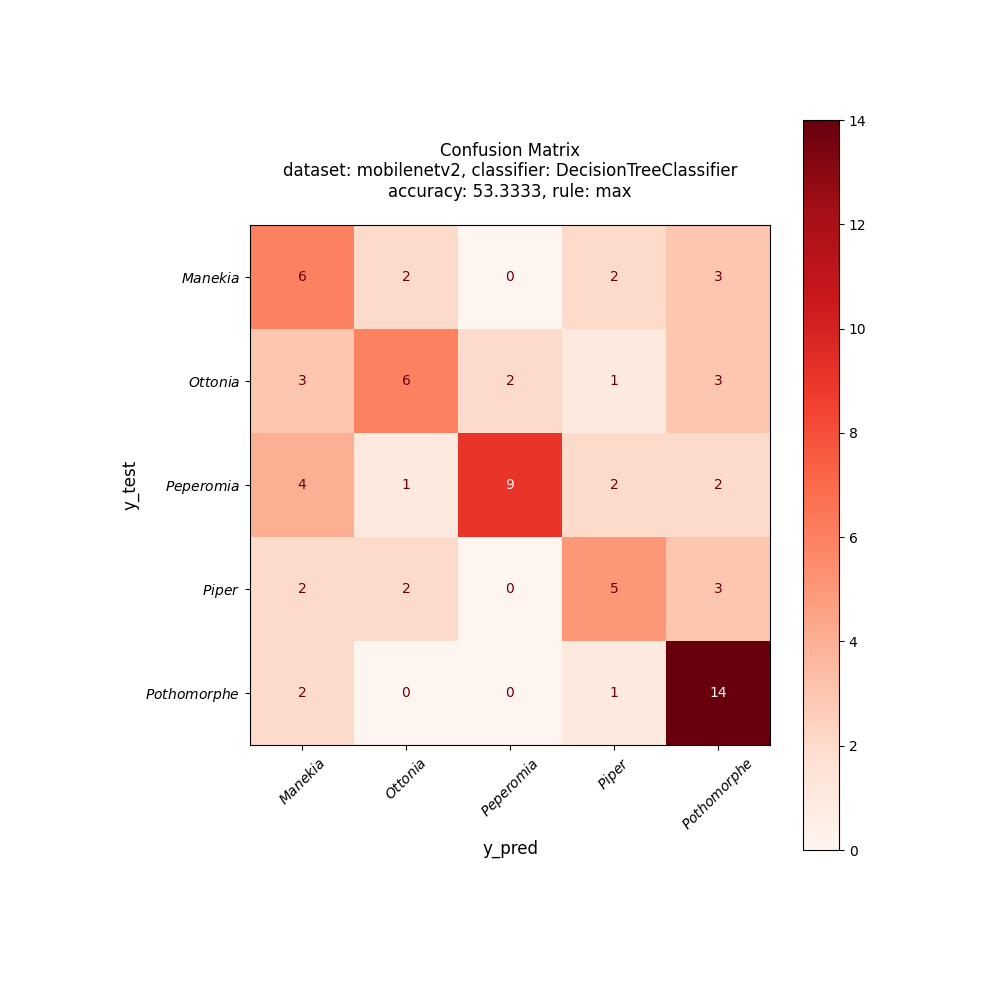 Confusion Matrix
dataset: mobilenetv2, classifier: DecisionTreeClassifier
accuracy: 53.3333, rule: max
Manekia 6 2 0 2 3
Ottonia 3 6 2 1 3
Peperomia 4 1 9 2 2
Piper 2 2 0 5 3
Pothomorphe 2 0 0 1 14
y_test
Manekia Ottonia Peperomia Piper Pothomorphe
y_pred
14
12
10
8
6
4
2
0